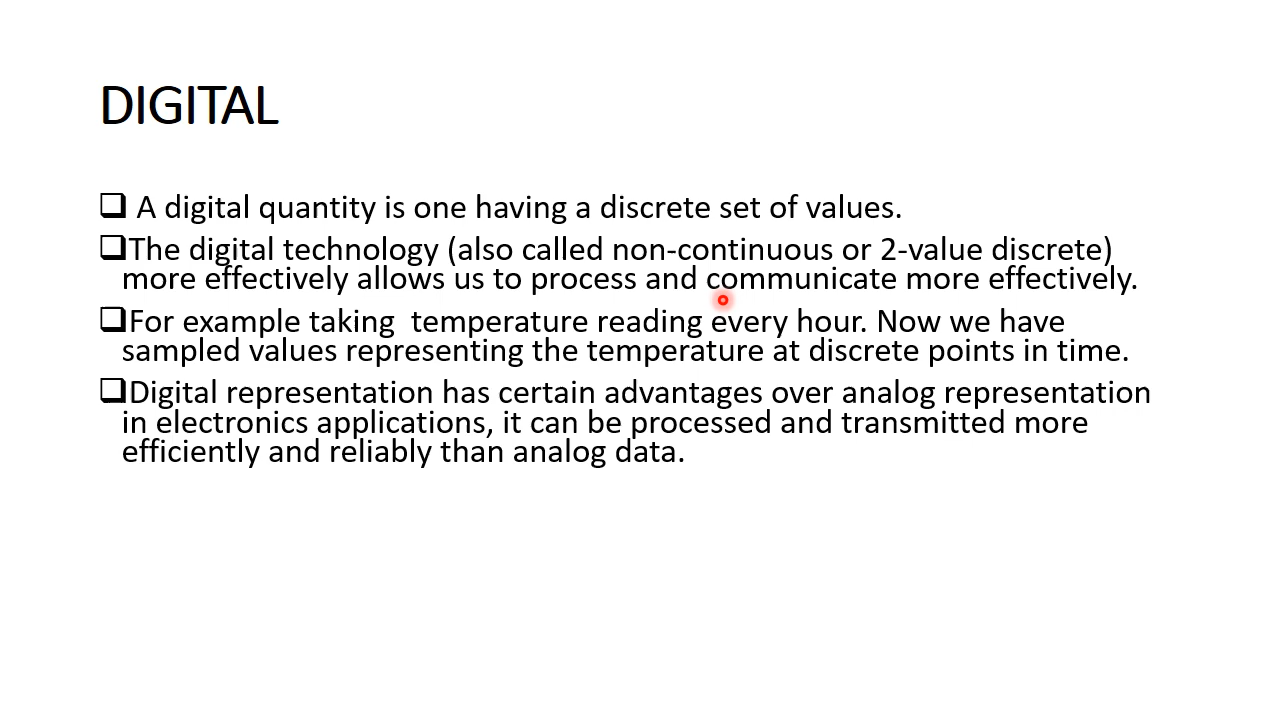 DIGITAL
❑ A digital quantity is one having a discrete set of values.
❑The digital technology (also called non-continuous or 2-value discrete)
more effectively allows us to process and communicate more effectively.
❑For example taking  temperature reading every hour. Now we have
sampled values representing the temperature at discrete points in time.
❑Digital representation has certain advantages over analog representation
in electronics applications, it can be processed and transmitted more
efficiently and reliably than analog data.